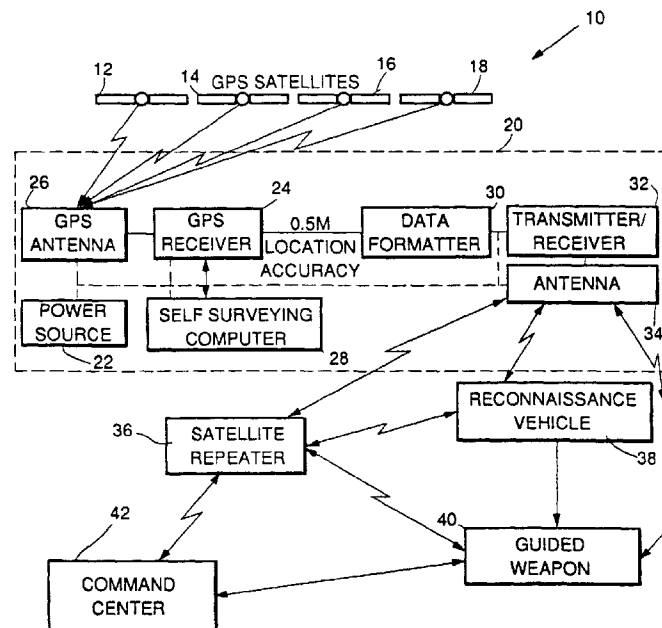 10
12
14
GPS SATELLITES
16
18
20
26
GPS
ANTENNA
24
GPS
RECEIVER
0.5M
LOCATION
ACCURACY
30
DATA
FORMATTER
32
TRANSMITTER/
RECEIVER
ANTENNA
34
POWER
SOURCE
22
SELF SURVEYING
COMPUTER
28
36
SATELLITE
REPEATER
RECONNAISSANCE
VEHICLE
38
42
COMMAND
CENTER
40
GUIDED
WEAPON